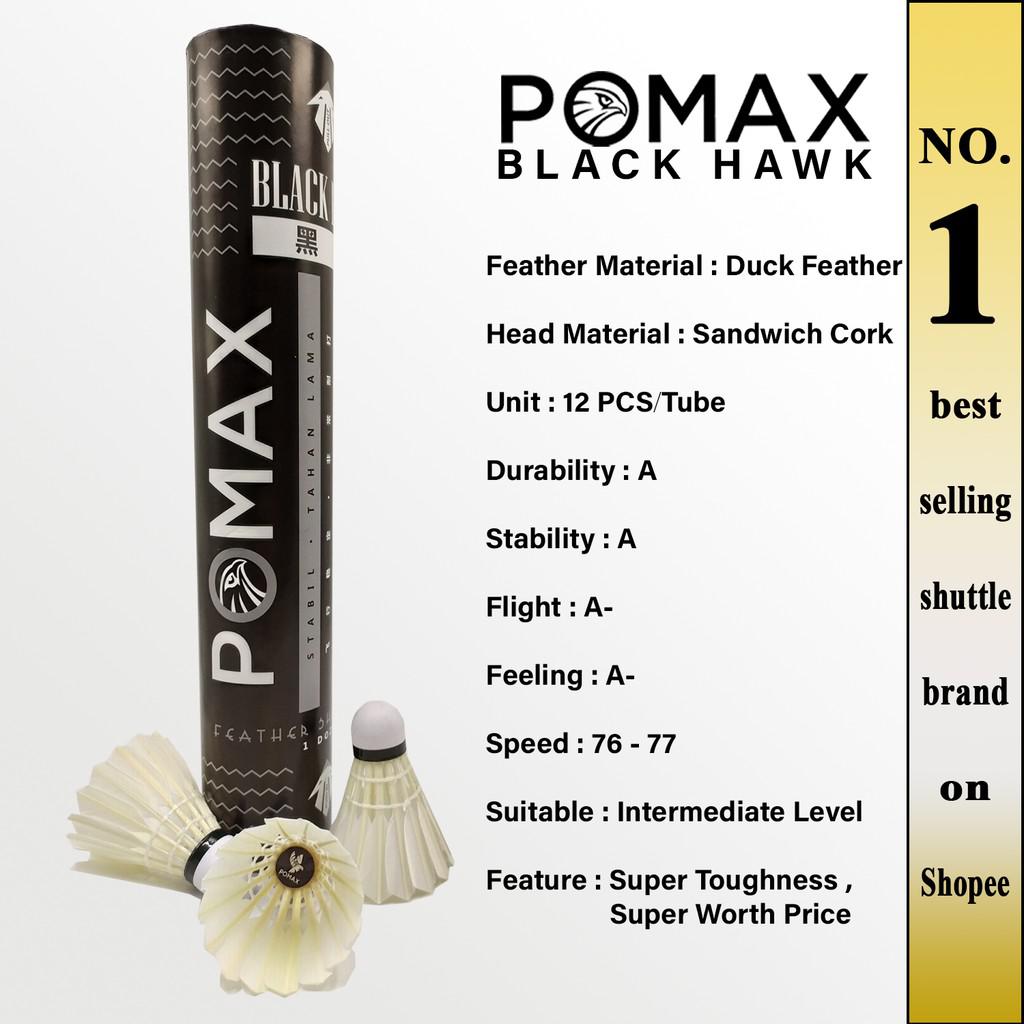 POMAX
BLACK HAWK
Feather Material : Duck Feather
Head Material : Sandwich Cork
Unit : 12 PCS/Tube
Durability : A
Stability : A
Flight : A-
Feeling : A-
Speed : 76 - 77
Suitable : Intermediate Level
Feature : Super Toughness ,
Super Worth Price
NO.
1
best
selling
shuttle
brand
on
Shopee
BLACK
黑
POMAX
STABIL · TAHAN LAMA
FEATHER
1
POMAX